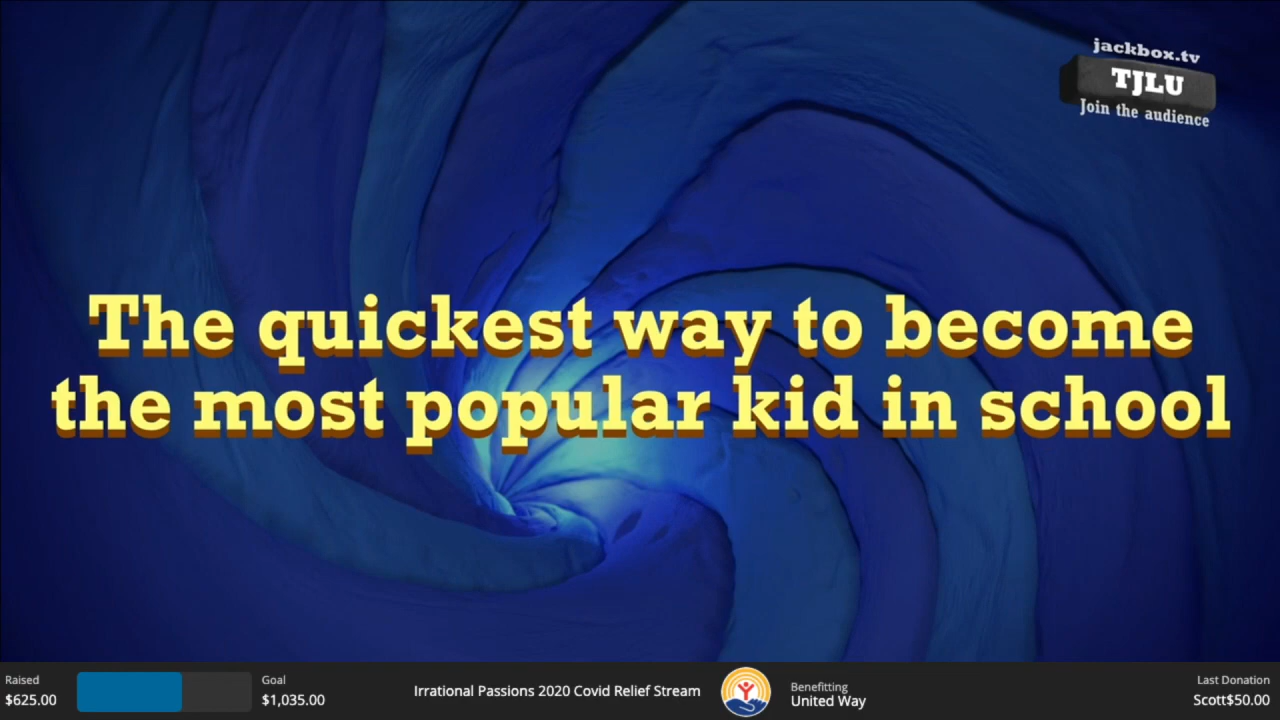 jackbox.tv
TJLU
Join the audience
The quickest way to become
the most popular kid in school
Raised
$625.00
Goal
$1,035.00
Irrational Passions 2020 Covid Relief Stream
Benefitting
United Way
Last Donation
Scott$50.00